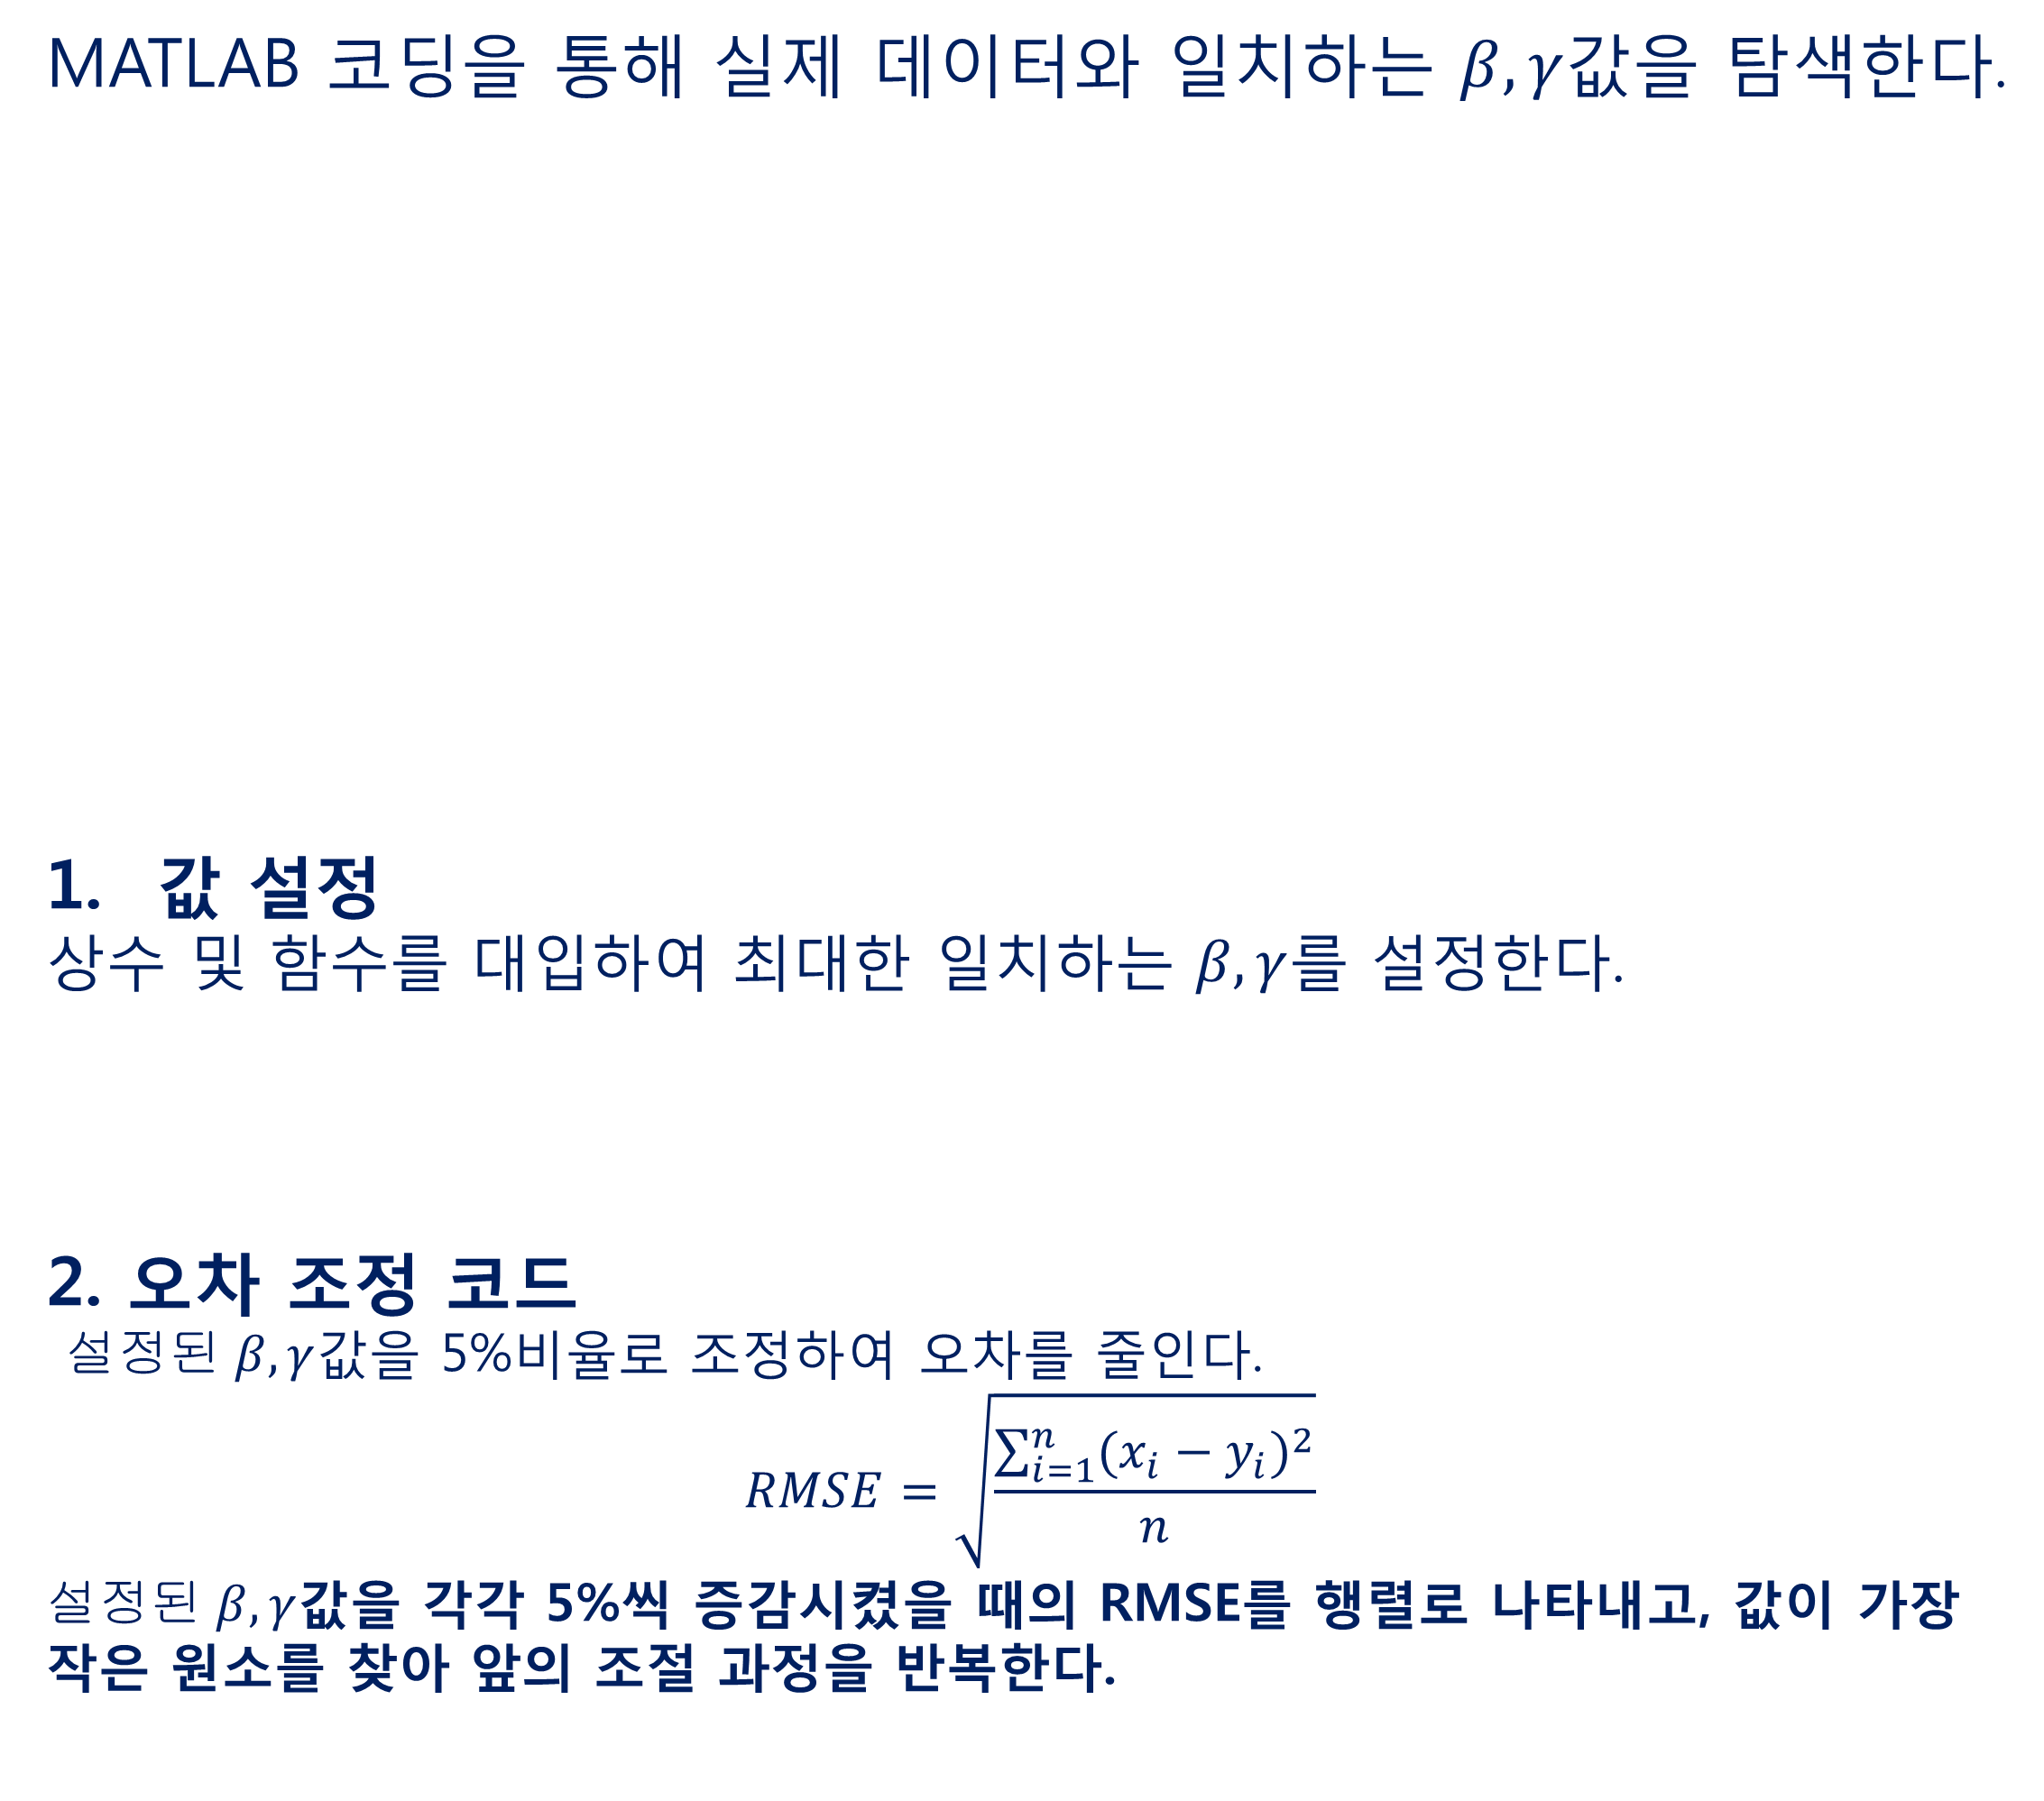 MATLAB 코딩을 통해 실제 데이터와 일치하는 β, γ값을 탐색한다.
1. 값 설정
상수 및 함수를 대입하여 최대한 일치하는 β, γ를 설정한다.
2. 오차 조정 코드
설정된 β, γ값을 5%비율로 조정하여 오차를 줄인다.
RMSE = √(∑ⁿᵢ₌₁(xᵢ − yᵢ)² / n)
설정된 β, γ값을 각각 5%씩 증감시켰을 때의 RMSE를 행렬로 나타내고, 값이 가장
작은 원소를 찾아 앞의 조절 과정을 반복한다.